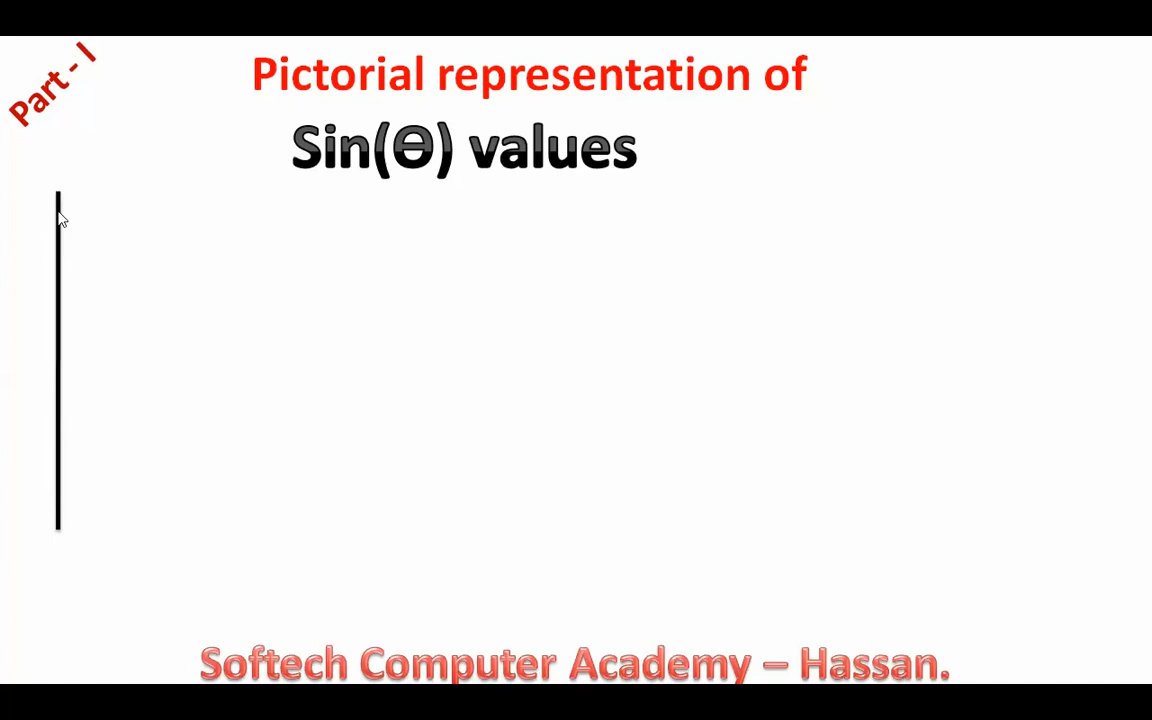 Part - I
Pictorial representation of
Sin(Ɵ) values
Softech Computer Academy – Hassan.